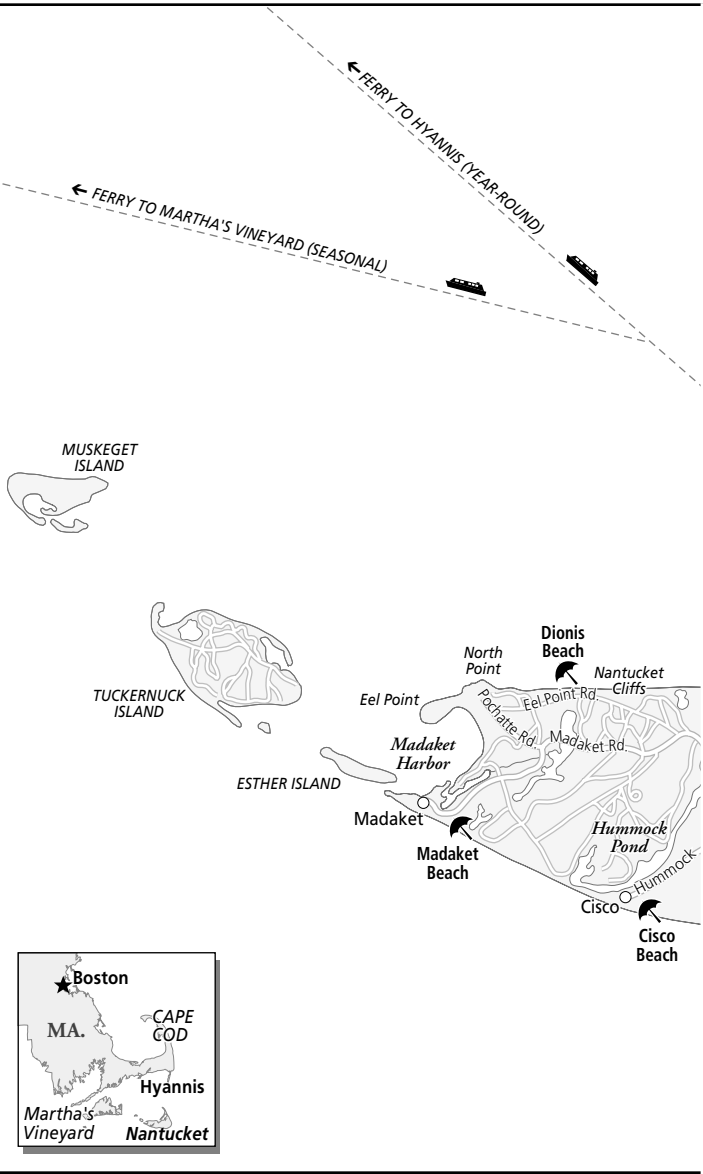 ← FERRY TO HYANNIS (YEAR-ROUND)
← FERRY TO MARTHA'S VINEYARD (SEASONAL)
MUSKEGET
ISLAND
TUCKERNUCK
ISLAND
ESTHER ISLAND
Eel Point
North
Point
Dionis
Beach
Nantucket
Cliffs
Eel Point Rd.
Pochatte Rd.
Madaket Rd.
Madaket
Harbor
Madaket
Madaket
Beach
Hummock
Pond
Hummock
Cisco
Cisco
Beach
Boston
MA.
CAPE
COD
Hyannis
Martha's
Vineyard
Nantucket